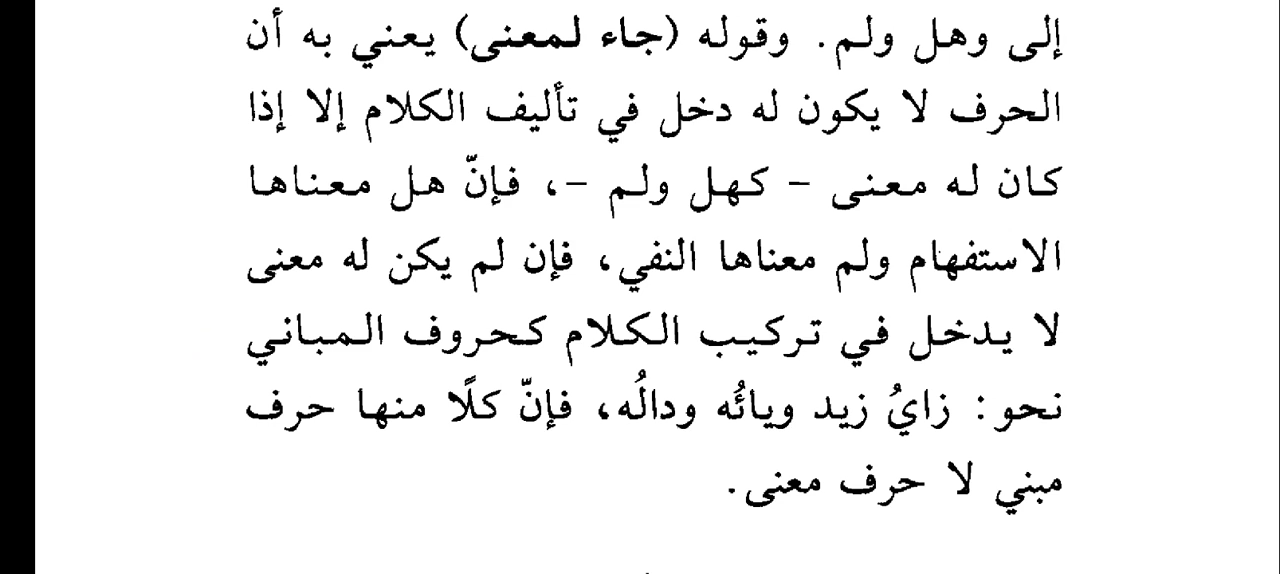 إلى وهل ولم. وقوله (جاء لمعنى) يعني به أن
الحرف لا يكون له دخل في تأليف الكلام إلا إذا
كان له معنى - كهل ولم -، فإنّ هل معناها
الاستفهام ولم معناها النفي، فإن لم يكن له معنى
لا يدخل في تركيب الكلام كحروف المباني
نحو: زايُ زيد ويائُه ودالُه، فإنّ كلًا منها حرف
مبني لا حرف معنى.